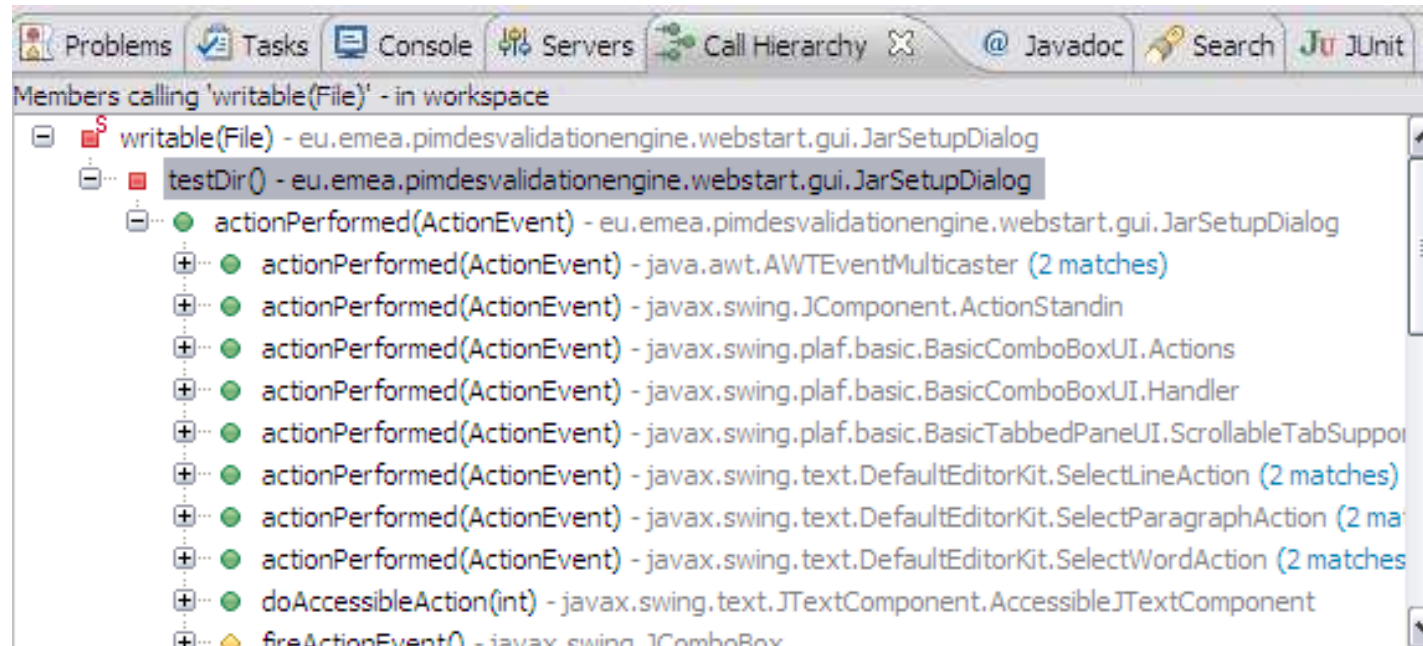 Problems Tasks Console Servers Call Hierarchy @ Javadoc Search Ju JUnit
Members calling 'writable(File)' - in workspace
S writable(File) - eu.emea.pimdesvalidationengine.webstart.gui.JarSetupDialog
testDir() - eu.emea.pimdesvalidationengine.webstart.gui.JarSetupDialog
actionPerformed(ActionEvent) - eu.emea.pimdesvalidationengine.webstart.gui.JarSetupDialog
actionPerformed(ActionEvent) - java.awt.AWTEventMulticaster (2 matches)
actionPerformed(ActionEvent) - javax.swing.JComponent.ActionStandin
actionPerformed(ActionEvent) - javax.swing.plaf.basic.BasicComboBoxUI.Actions
actionPerformed(ActionEvent) - javax.swing.plaf.basic.BasicComboBoxUI.Handler
actionPerformed(ActionEvent) - javax.swing.plaf.basic.BasicTabbedPaneUI.ScrollableTabSuppor
actionPerformed(ActionEvent) - javax.swing.text.DefaultEditorKit.SelectLineAction (2 matches)
actionPerformed(ActionEvent) - javax.swing.text.DefaultEditorKit.SelectParagraphAction (2 ma
actionPerformed(ActionEvent) - javax.swing.text.DefaultEditorKit.SelectWordAction (2 matches
doAccessibleAction(int) - javax.swing.text.JTextComponent.AccessibleJTextComponent
fireActionEvent() - javax.swing.JComboBox